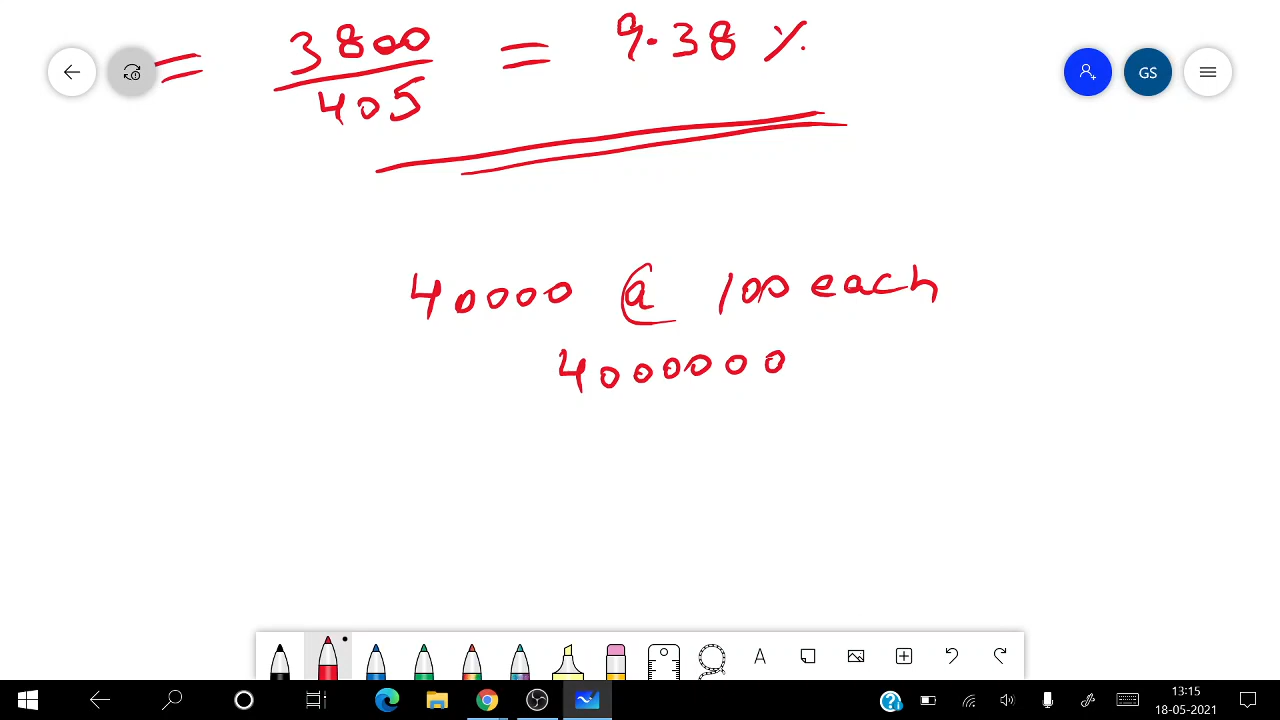 = 3800 / 405 = 9.38 %
GS
40000 @ 100 each
4000000
A
13:15
18-05-2021